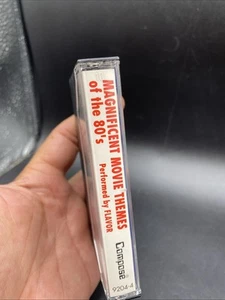 MAGNIFICENT MOVIE THEMES
of the 80's
Performed by FLAVOR
Compose
9204-4